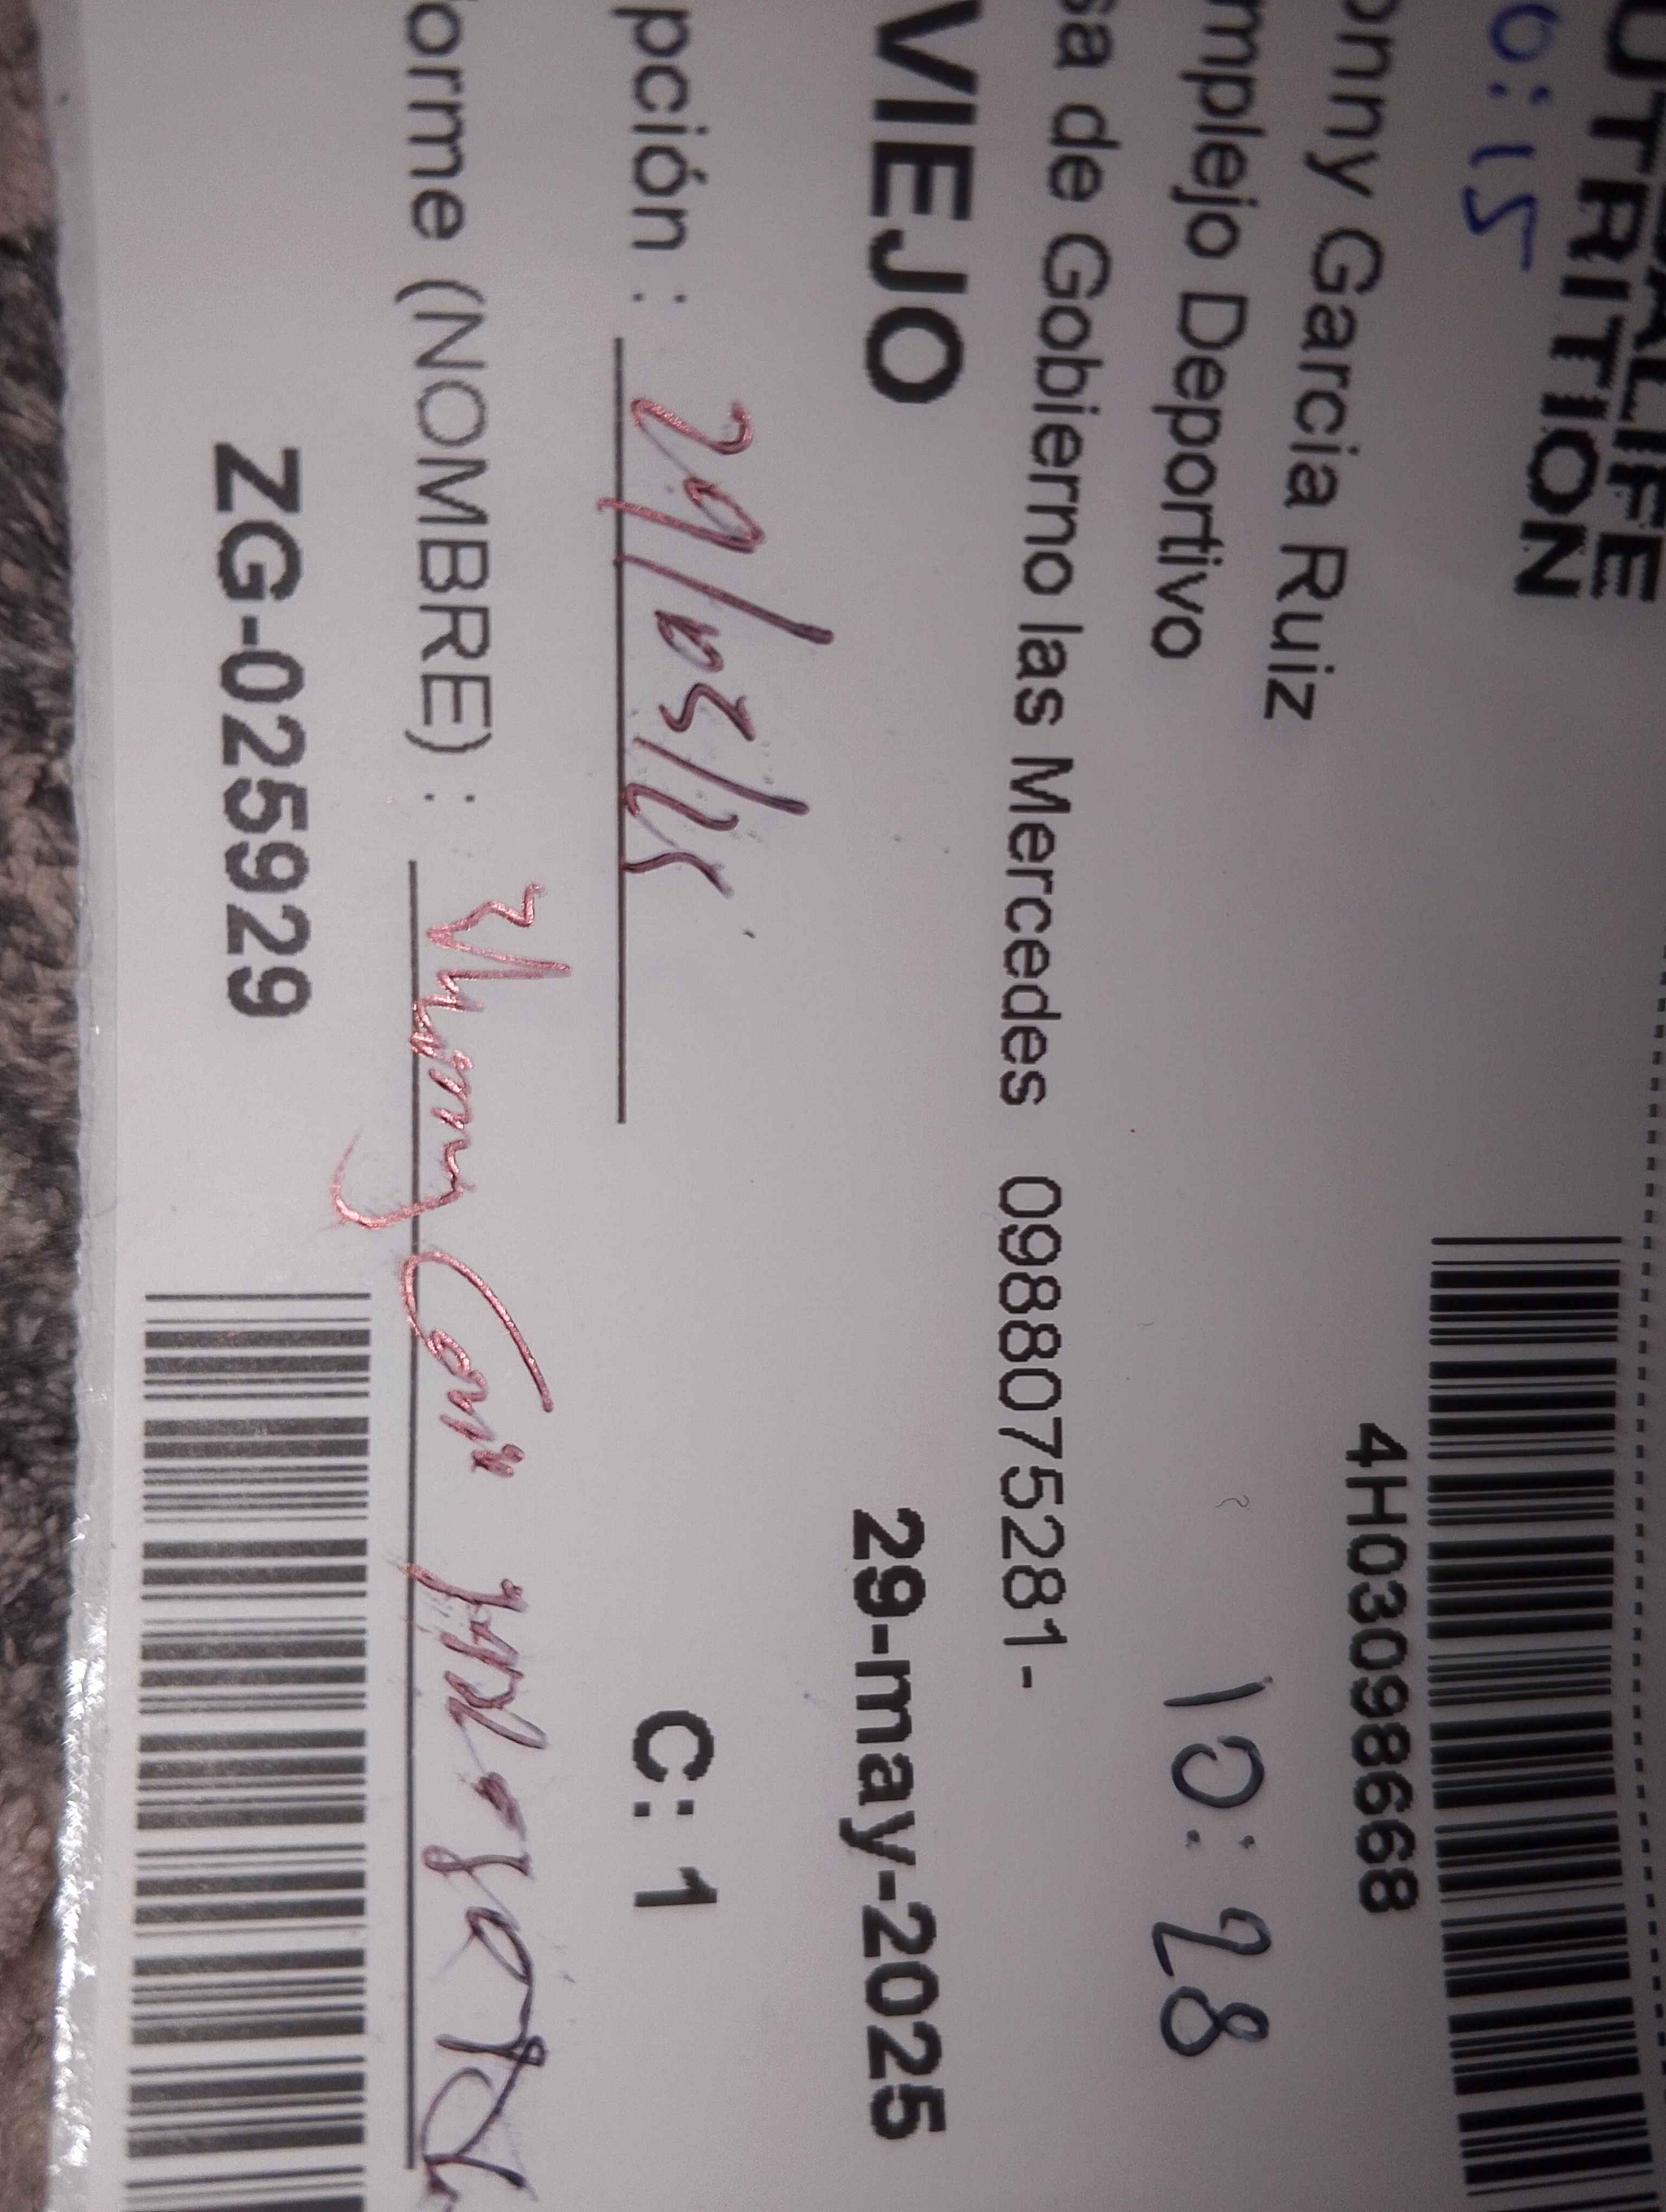 ALIFE
UTRITION
0:15
4H03098668
onny Garcia Ruiz
mplejo Deportivo
10:28
sa de Gobierno las Mercedes 0988075281-
VIEJO
29-may-2025
pción : 29/05/25
C: 1
orme (NOMBRE) :
ZG-025929